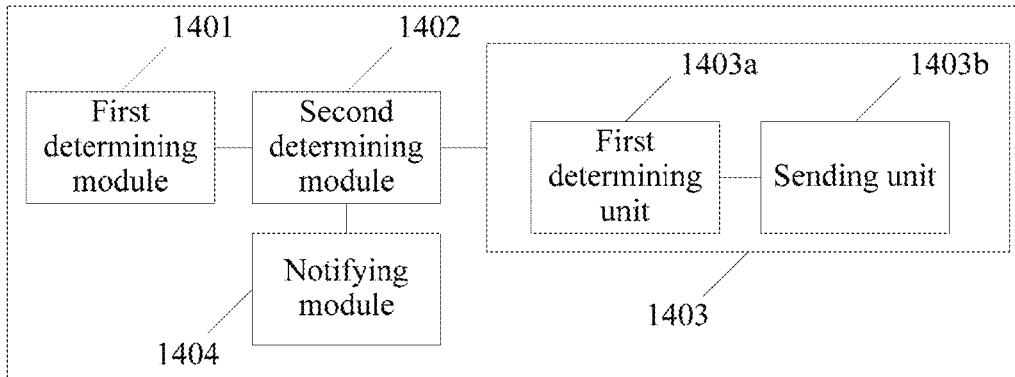 1401
1402
1403a
1403b
First
determining
module
Second
determining
module
First
determining
unit
Sending unit
Notifying
module
1404
1403